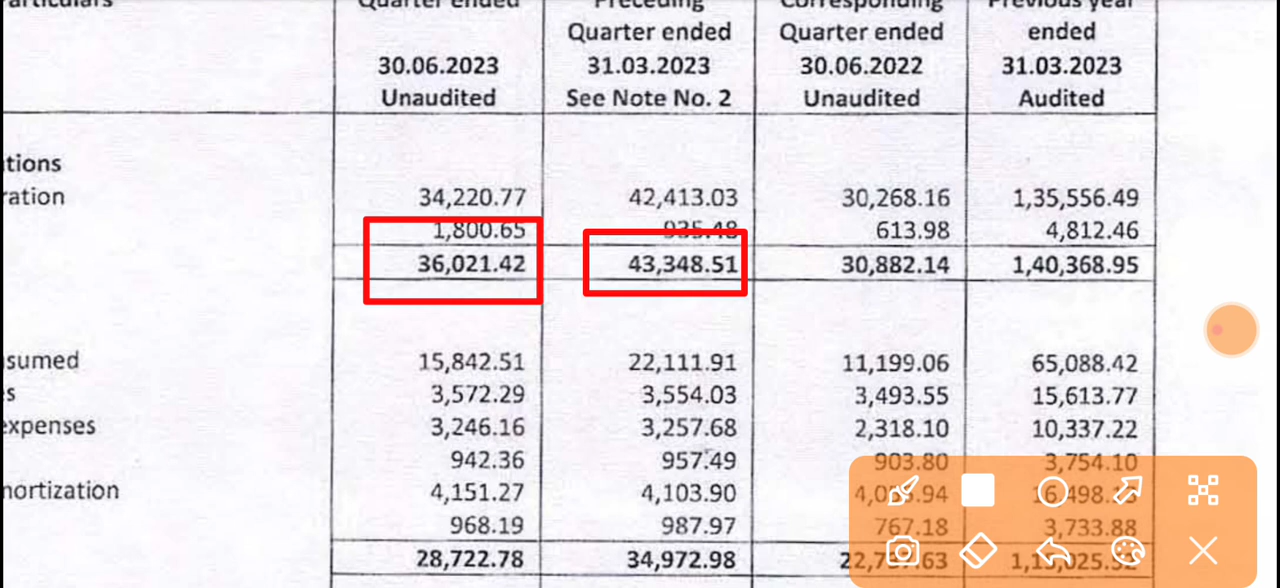 Particulars Quarter ended Preceding Corresponding Previous year
Quarter ended Quarter ended ended
30.06.2023 31.03.2023 30.06.2022 31.03.2023
Unaudited See Note No. 2 Unaudited Audited
ations
ration 34,220.77 42,413.03 30,268.16 1,35,556.49
1,800.65 935.48 613.98 4,812.46
36,021.42 43,348.51 30,882.14 1,40,368.95
nsumed 15,842.51 22,111.91 11,199.06 65,088.42
es 3,572.29 3,554.03 3,493.55 15,613.77
expenses 3,246.16 3,257.68 2,318.10 10,337.22
942.36 957.49 903.80 3,754.10
mortization 4,151.27 4,103.90
968.19 987.97 767.18 3,733.88
28,722.78 34,972.98